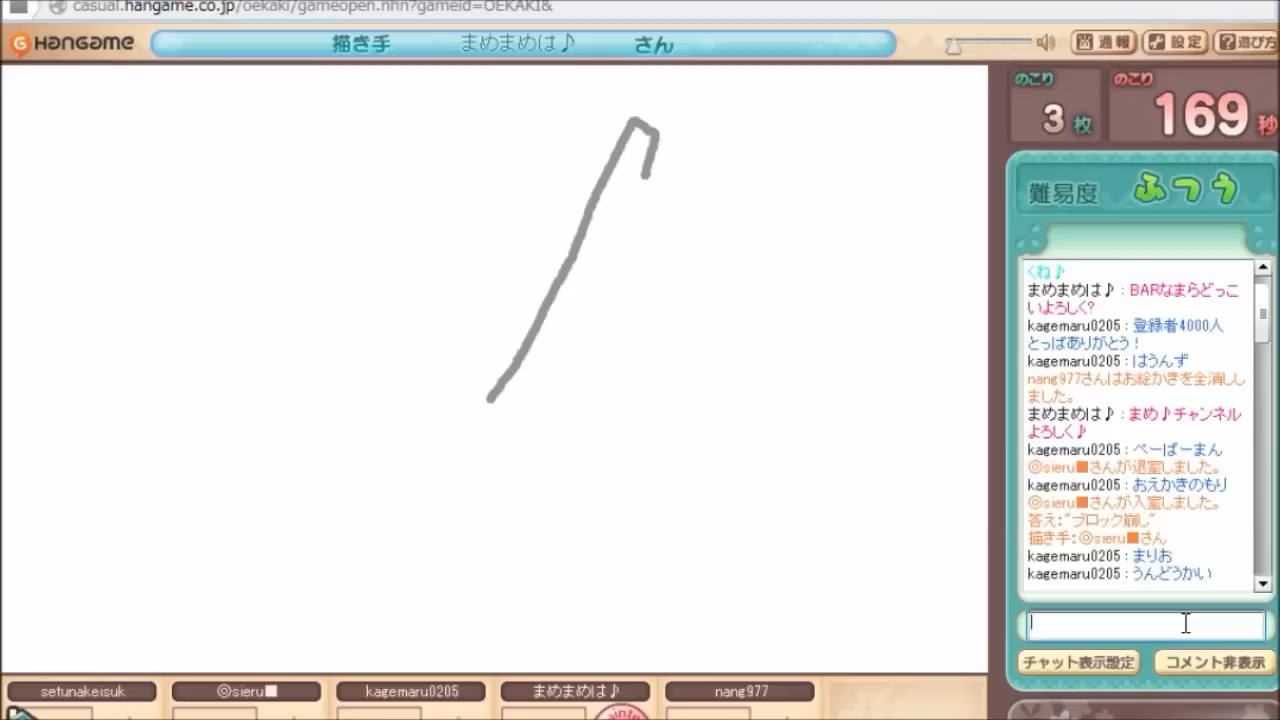 casual.hangame.co.jp/oekaki/gameopen.nhn?gameid=OEKAKI&
HANGAME
描き手 まめまめは♪ さん
通報
設定
遊び方
のこり
3枚
のこり
169秒
難易度 ふつう
くね♪
まめまめは♪：BARなまらどっこ
いよろしく?
kagemaru0205：登録者4000人
とっぱありがとう！
kagemaru0205：はうんず
nang977さんはお絵かきを全消しし
ました。
まめまめは♪：まめ♪チャンネル
よろしく♪
kagemaru0205：ぺーぱーまん
◎sieru■さんが退室しました。
kagemaru0205：おえかきのもり
◎sieru■さんが入室しました。
答え:"ブロック崩し"
描き手:◎sieru■さん
kagemaru0205：まりお
kagemaru0205：うんどうかい
チャット表示設定
コメント非表示
setunakeisuk
◎sieru■
kagemaru0205
まめまめは♪
nang977